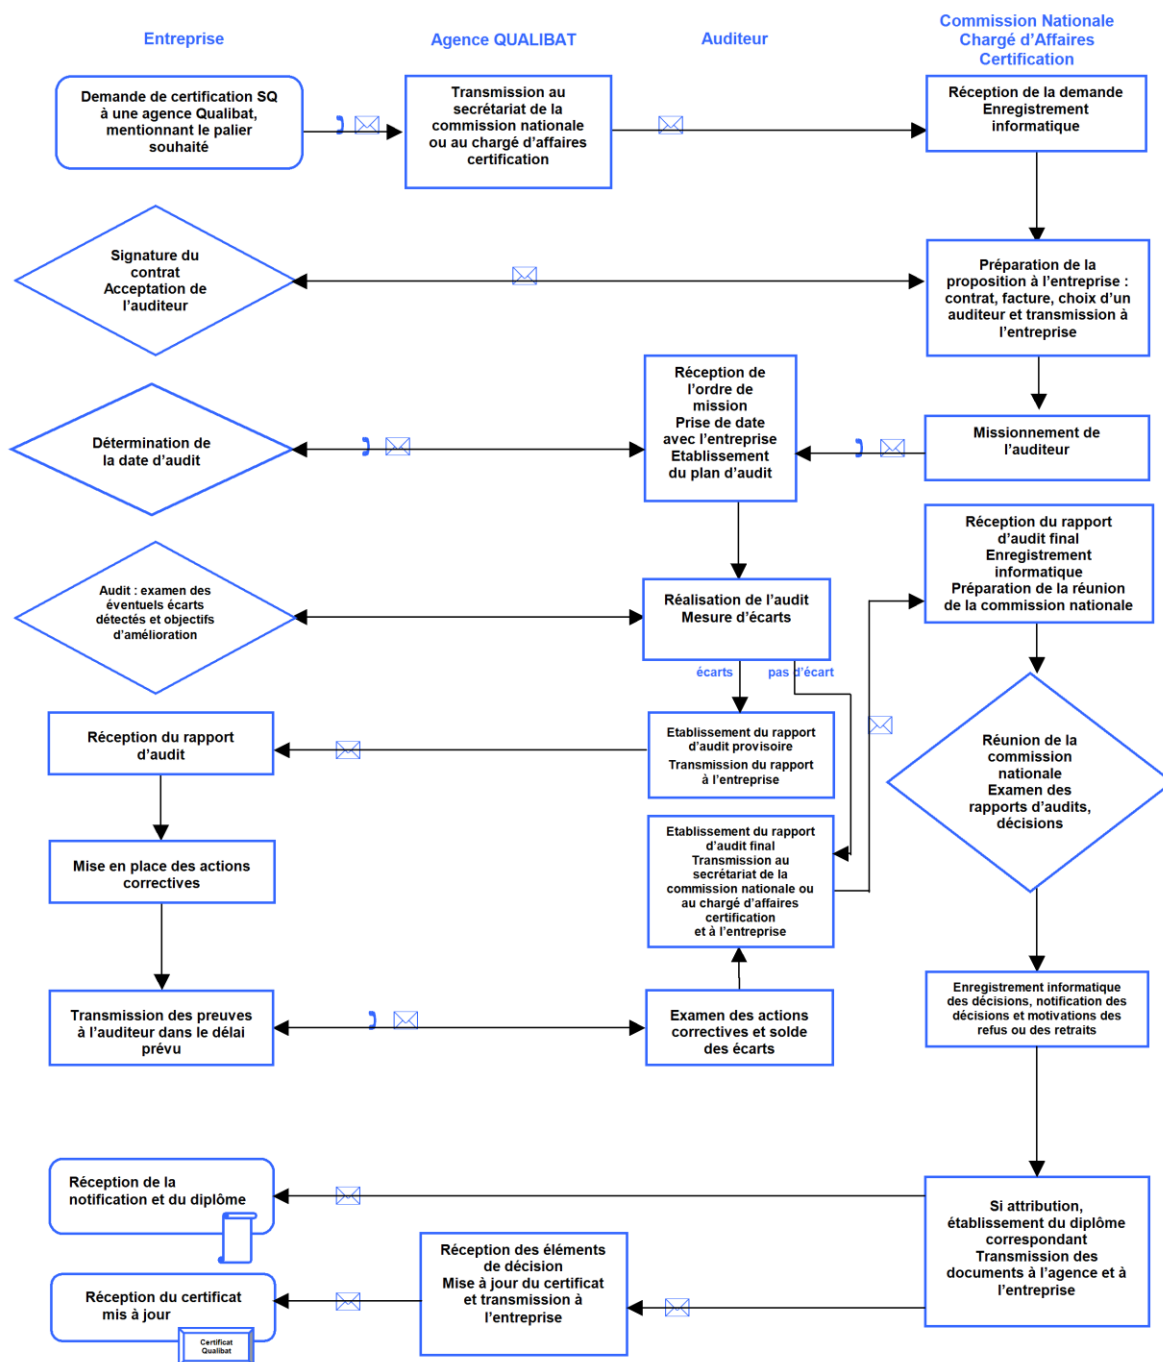 Entreprise
Agence QUALIBAT
Auditeur
Commission Nationale
Chargé d’Affaires
Certification
Demande de certification SQ
à une agence Qualibat,
mentionnant le palier
souhaité
Transmission au
secrétariat de la
commission nationale
ou au chargé d’affaires
certification
Réception de la demande
Enregistrement
informatique
Signature du
contrat
Acceptation de
l’auditeur
Préparation de la
proposition à l’entreprise :
contrat, facture, choix d’un
auditeur et transmission à
l’entreprise
Détermination de
la date d’audit
Réception de
l’ordre de
mission
Prise de date
avec l’entreprise
Etablissement
du plan d’audit
Missionnement de
l’auditeur
Réception du rapport
d’audit final
Enregistrement
informatique
Préparation de la réunion
de la commission nationale
Audit : examen des
éventuels écarts
détectés et objectifs
d’amélioration
Réalisation de l’audit
Mesure d’écarts
écarts
pas d’écart
Réception du rapport
d’audit
Etablissement du rapport
d’audit provisoire
Transmission du rapport
à l’entreprise
Réunion de la
commission
nationale
Examen des
rapports d’audits,
décisions
Mise en place des actions
correctives
Etablissement du rapport
d’audit final
Transmission au
secrétariat de la
commission nationale ou
au chargé d’affaires
certification
et à l’entreprise
Transmission des preuves
à l’auditeur dans le délai
prévu
Examen des actions
correctives et solde
des écarts
Enregistrement informatique
des décisions, notification des
décisions et motivations des
refus ou des retraits
Réception de la
notification et du diplôme
Si attribution,
établissement du diplôme
correspondant
Transmission des
documents à l’agence et à
l’entreprise
Réception des éléments
de décision
Mise à jour du certificat
et transmission à
l’entreprise
Réception du certificat
mis à jour
Certificat
Qualibat